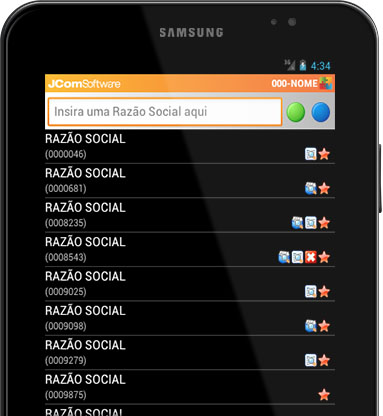 SAMSUNG
3G 4:34
JComSoftware 000-NOME
Insira uma Razão Social aqui
RAZÃO SOCIAL
(0000046)
RAZÃO SOCIAL
(0000681)
RAZÃO SOCIAL
(0008235)
RAZÃO SOCIAL
(0008543)
RAZÃO SOCIAL
(0009025)
RAZÃO SOCIAL
(0009098)
RAZÃO SOCIAL
(0009279)
RAZÃO SOCIAL
(0009875)
RAZÃO SOCIAL